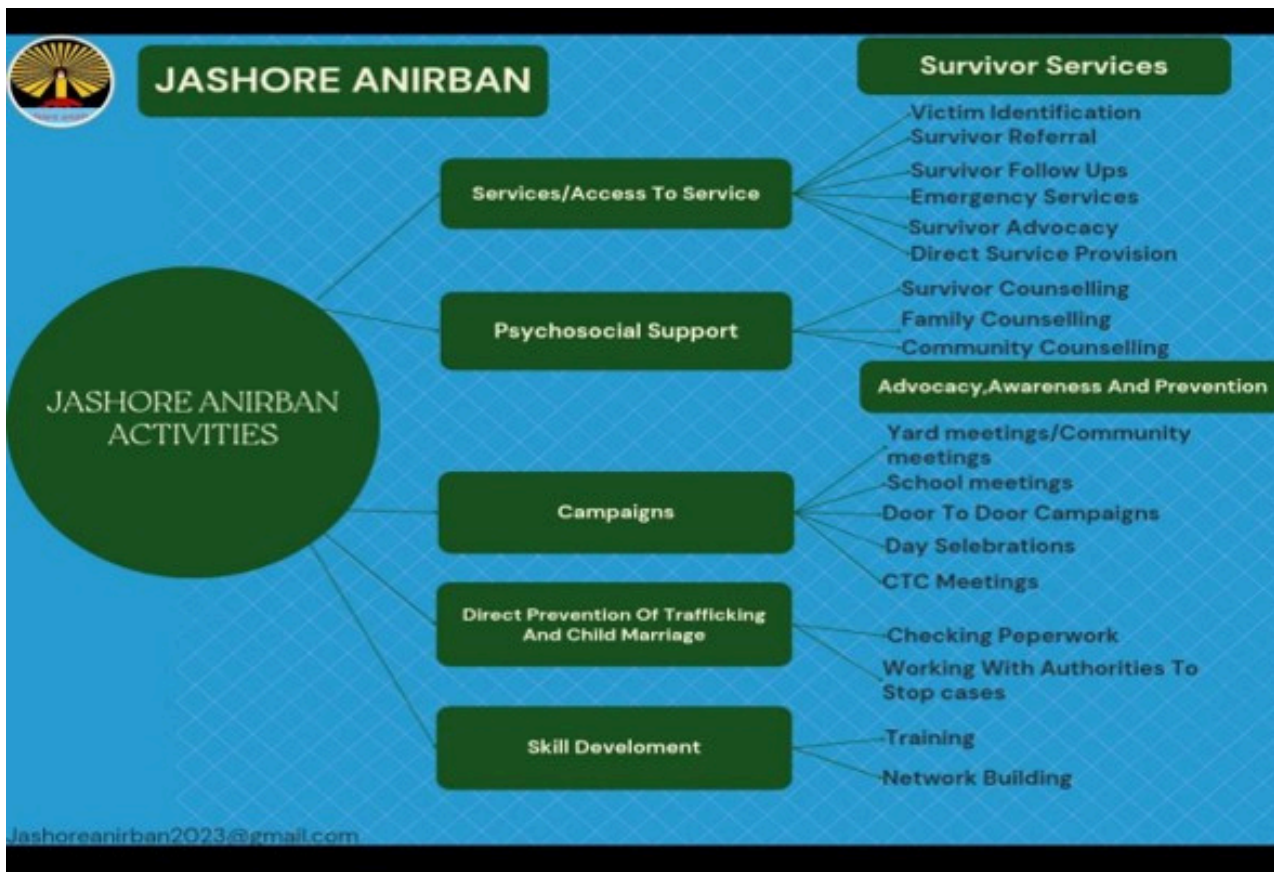 JASHORE ANIRBAN
Survivor Services
Services/Access To Service
Victim Identification
Survivor Referral
Survivor Follow Ups
Emergency Services
Survivor Advocacy
Direct Service Provision
Psychosocial Support
Survivor Counselling
Family Counselling
Community Counselling
JASHORE ANIRBAN
ACTIVITIES
Advocacy,Awareness And Prevention
Campaigns
Yard meetings/Community
meetings
School meetings
Door To Door Campaigns
Day Selebrations
CTC Meetings
Direct Prevention Of Trafficking
And Child Marriage
Checking Peperwork
Working With Authorities To
Stop cases
Skill Develoment
Training
Network Building
Jashoreanirban2023@gmail.com